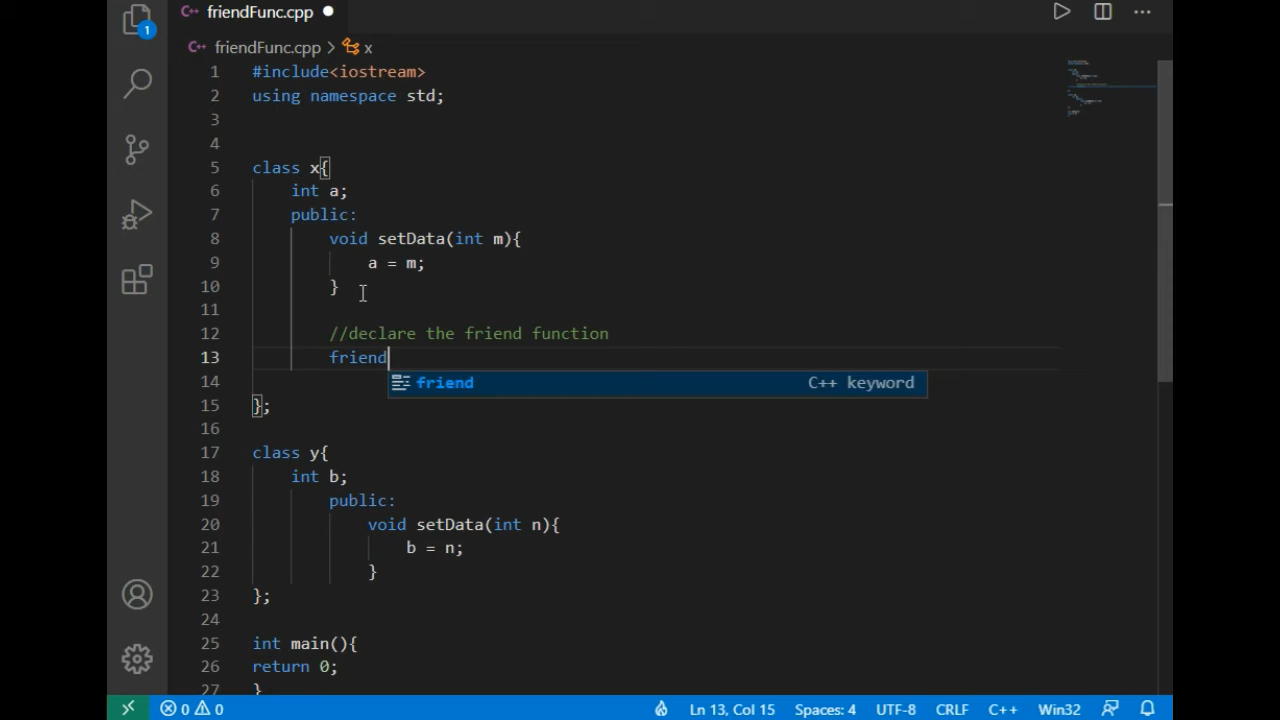 friendFunc.cpp
friendFunc.cpp > x
1 #include<iostream>
2 using namespace std;
3
4
5 class x{
6 int a;
7 public:
8 void setData(int m){
9 a = m;
10 }
11
12 //declare the friend function
13 friend
14 friend C++ keyword
15 };
16
17 class y{
18 int b;
19 public:
20 void setData(int n){
21 b = n;
22 }
23 };
24
25 int main(){
26 return 0;
27 }
1
0 0 Ln 13, Col 15 Spaces: 4 UTF-8 CRLF C++ Win32